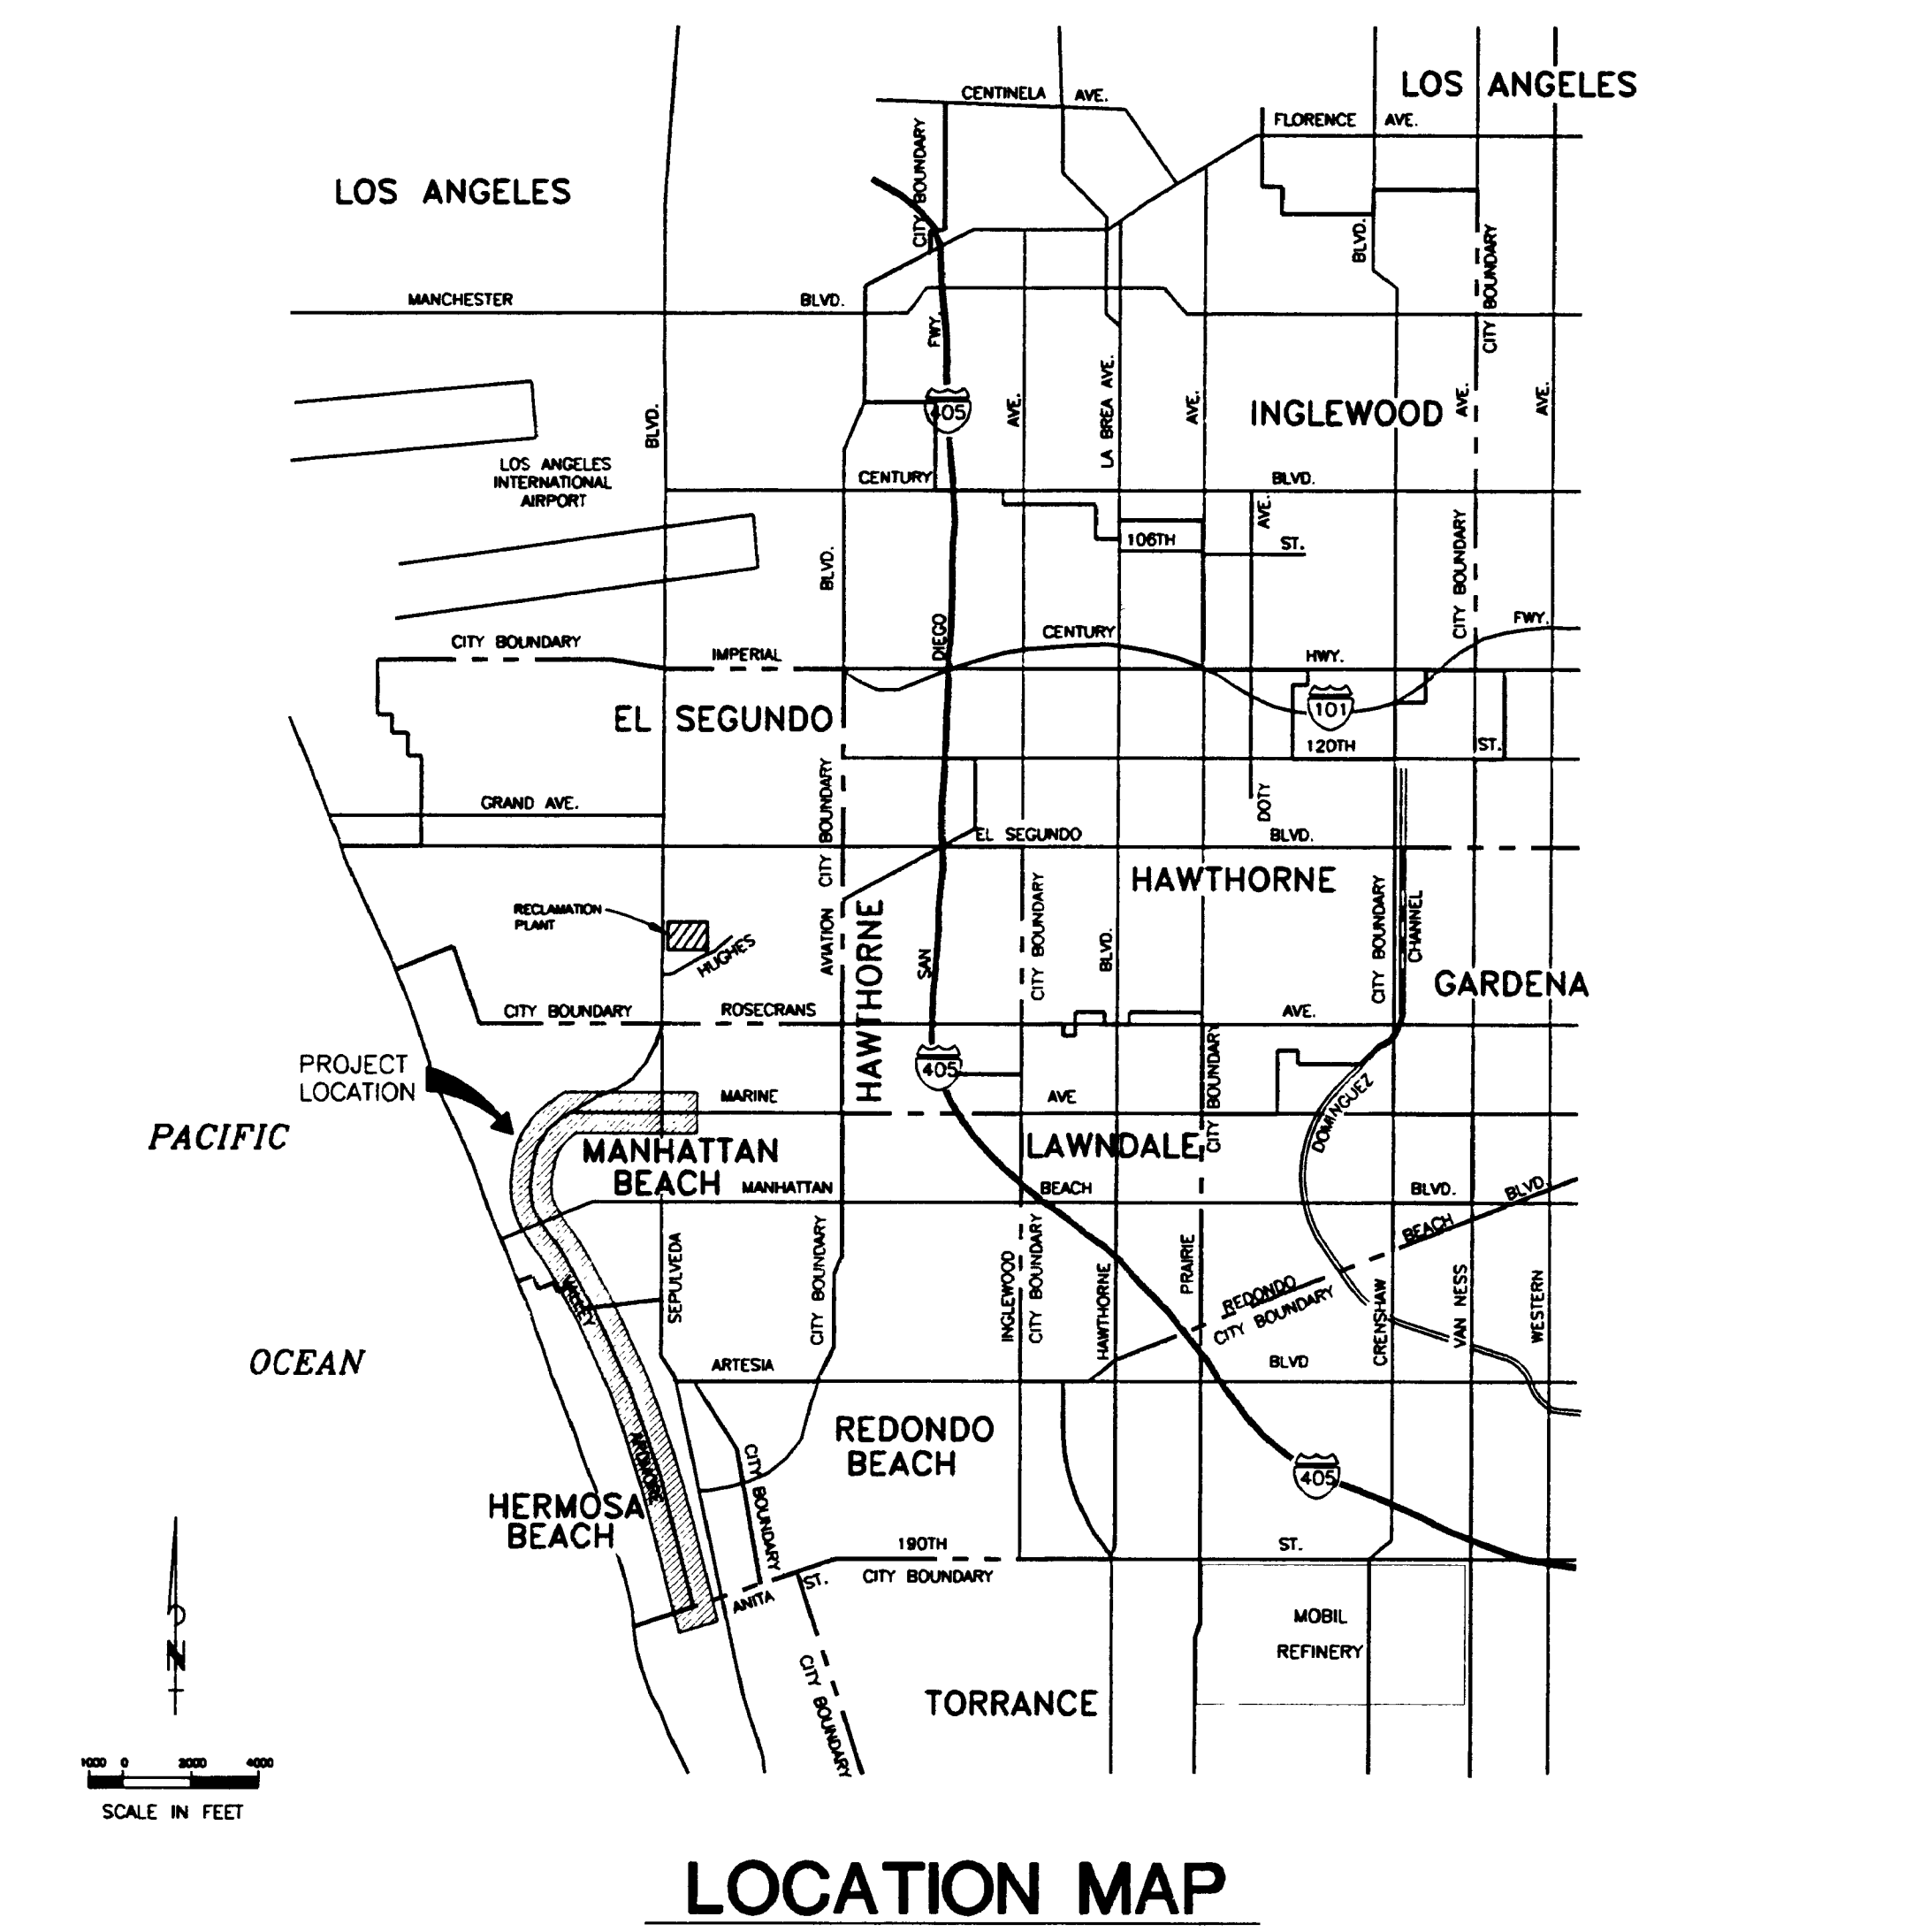 LOS ANGELES
CENTINELA AVE.
FLORENCE AVE.
CITY BOUNDARY
LOS ANGELES
BLVD.
CITY BOUNDARY
MANCHESTER BLVD.
FWY.
405
BLVD.
AVE.
LA BREA AVE.
AVE.
INGLEWOOD
AVE.
AVE.
LOS ANGELES
INTERNATIONAL
AIRPORT
CENTURY BLVD.
AVE.
106TH ST.
BLVD.
CITY BOUNDARY
DIEGO
CENTURY FWY.
CITY BOUNDARY
IMPERIAL HWY.
EL SEGUNDO
101
120TH ST.
GRAND AVE.
CITY BOUNDARY
DOTY
EL SEGUNDO BLVD.
HAWTHORNE
RECLAMATION
PLANT
HUGHES
AVIATION
HAWTHORNE
SAN
CITY BOUNDARY
BLVD.
CITY BOUNDARY
CHANNEL
GARDENA
CITY BOUNDARY
ROSECRANS AVE.
PROJECT
LOCATION
405
CITY BOUNDARY
MARINE AVE
DOMINGUEZ
PACIFIC
MANHATTAN
BEACH
LAWNDALE
CITY BOUNDARY
MANHATTAN BEACH BLVD.
REDONDO BEACH BLVD.
CITY BOUNDARY
VALLEY
SEPULVEDA
CITY BOUNDARY
INGLEWOOD
CITY BOUNDARY
HAWTHORNE
PRAIRIE
CRENSHAW
VAN NESS
WESTERN
OCEAN
ARTESIA BLVD
REDONDO
BEACH
ARDMORE
CITY BOUNDARY
405
HERMOSA
BEACH
190TH ST.
CITY BOUNDARY
ANITA ST.
MOBIL
REFINERY
CITY BOUNDARY
TORRANCE
N
1000 0 2000 4000
SCALE IN FEET
LOCATION MAP